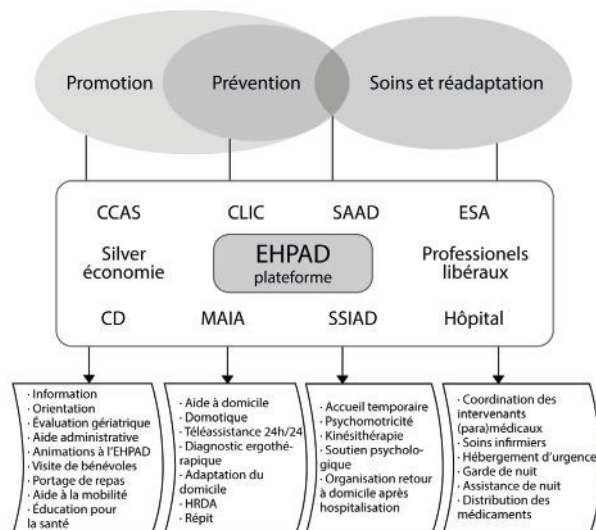 Promotion
Prévention
Soins et réadaptation
CCAS
CLIC
SAAD
ESA
Silver
économie
EHPAD
plateforme
Professionels
libéraux
CD
MAIA
SSIAD
Hôpital
· Information
· Orientation
· Évaluation gériatrique
· Aide administrative
· Animations à l'EHPAD
· Visite de bénévoles
· Portage de repas
· Aide à la mobilité
· Éducation pour
la santé
· Aide à domicile
· Domotique
· Téléassistance 24h/24
· Diagnostic ergothé-
rapique
· Adaptation du
domicile
· HRDA
· Répit
· Accueil temporaire
· Psychomotricité
· Kinésithérapie
· Soutien psycholo-
gique
· Organisation retour
à domicile après
hospitalisation
· Coordination des
intervenants
(para)médicaux
· Soins infirmiers
· Hébergement d'urgence
· Garde de nuit
· Assistance de nuit
· Distribution des
médicaments